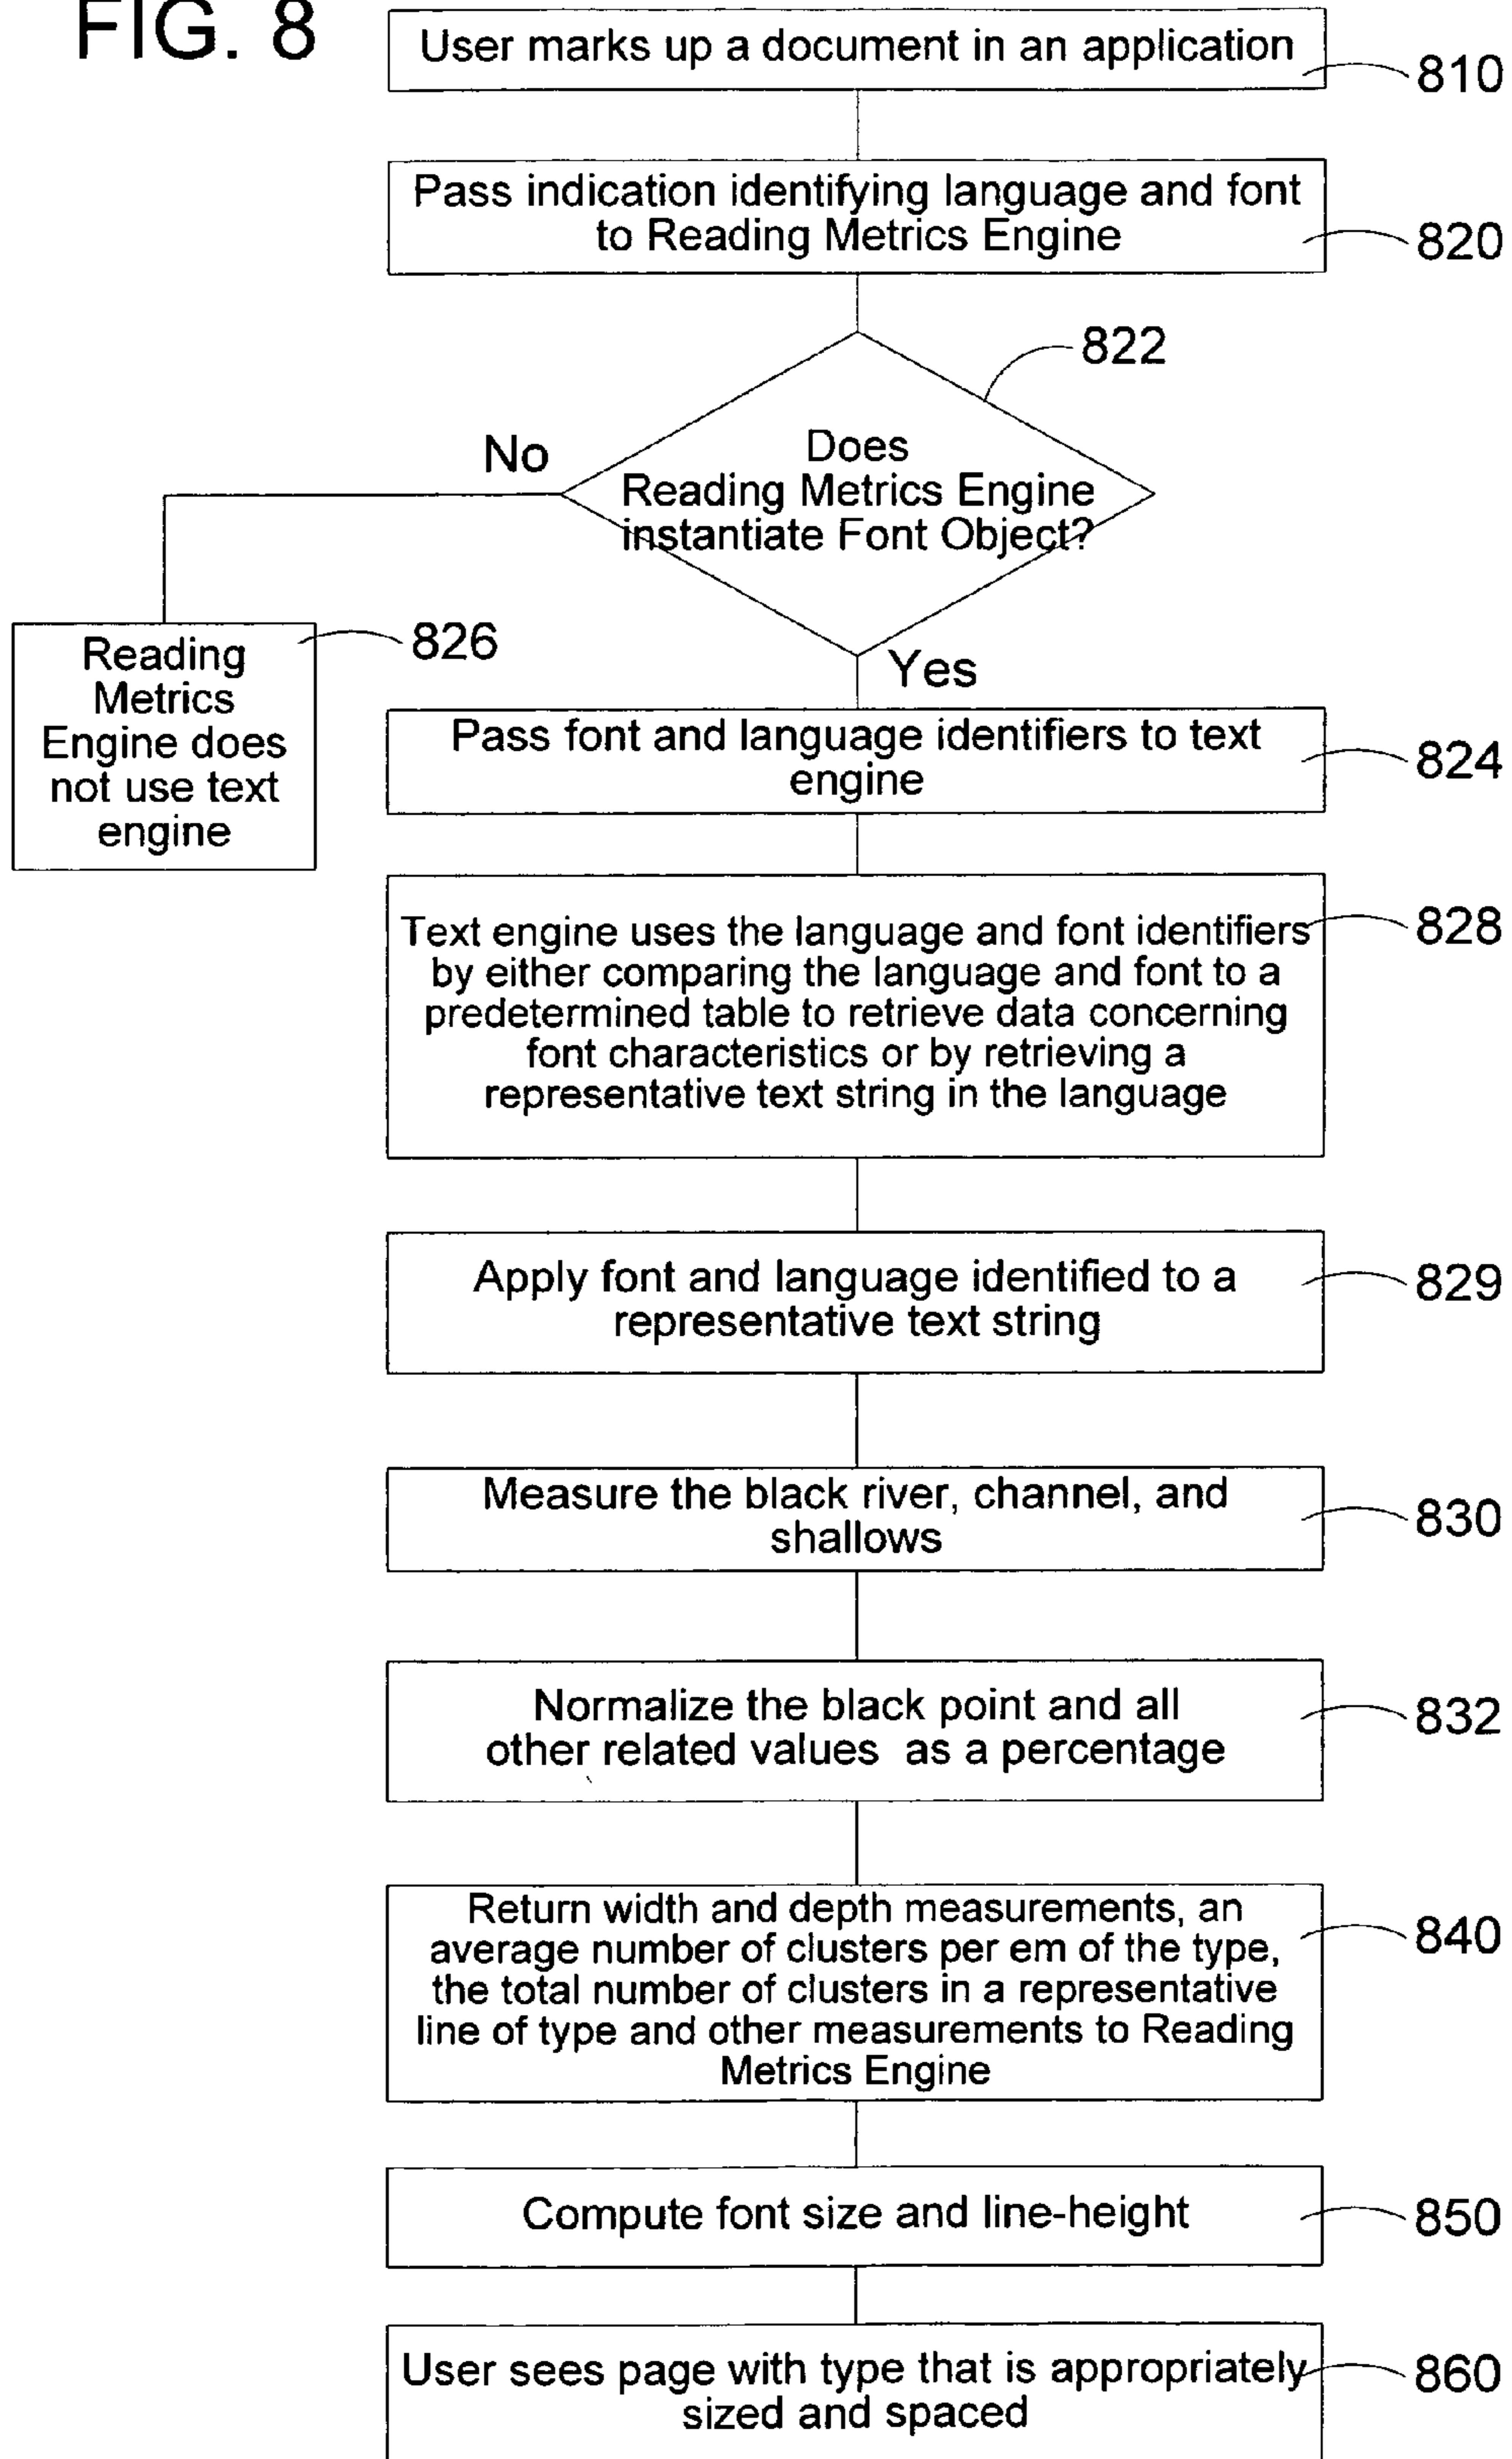 FIG. 8
User marks up a document in an application
810
Pass indication identifying language and font
to Reading Metrics Engine
820
822
Does
Reading Metrics Engine
instantiate Font Object?
No
Yes
Reading
Metrics
Engine does
not use text
engine
826
Pass font and language identifiers to text
engine
824
Text engine uses the language and font identifiers
by either comparing the language and font to a
predetermined table to retrieve data concerning
font characteristics or by retrieving a
representative text string in the language
828
Apply font and language identified to a
representative text string
829
Measure the black river, channel, and
shallows
830
Normalize the black point and all
other related values as a percentage
832
Return width and depth measurements, an
average number of clusters per em of the type,
the total number of clusters in a representative
line of type and other measurements to Reading
Metrics Engine
840
Compute font size and line-height
850
User sees page with type that is appropriately
sized and spaced
860